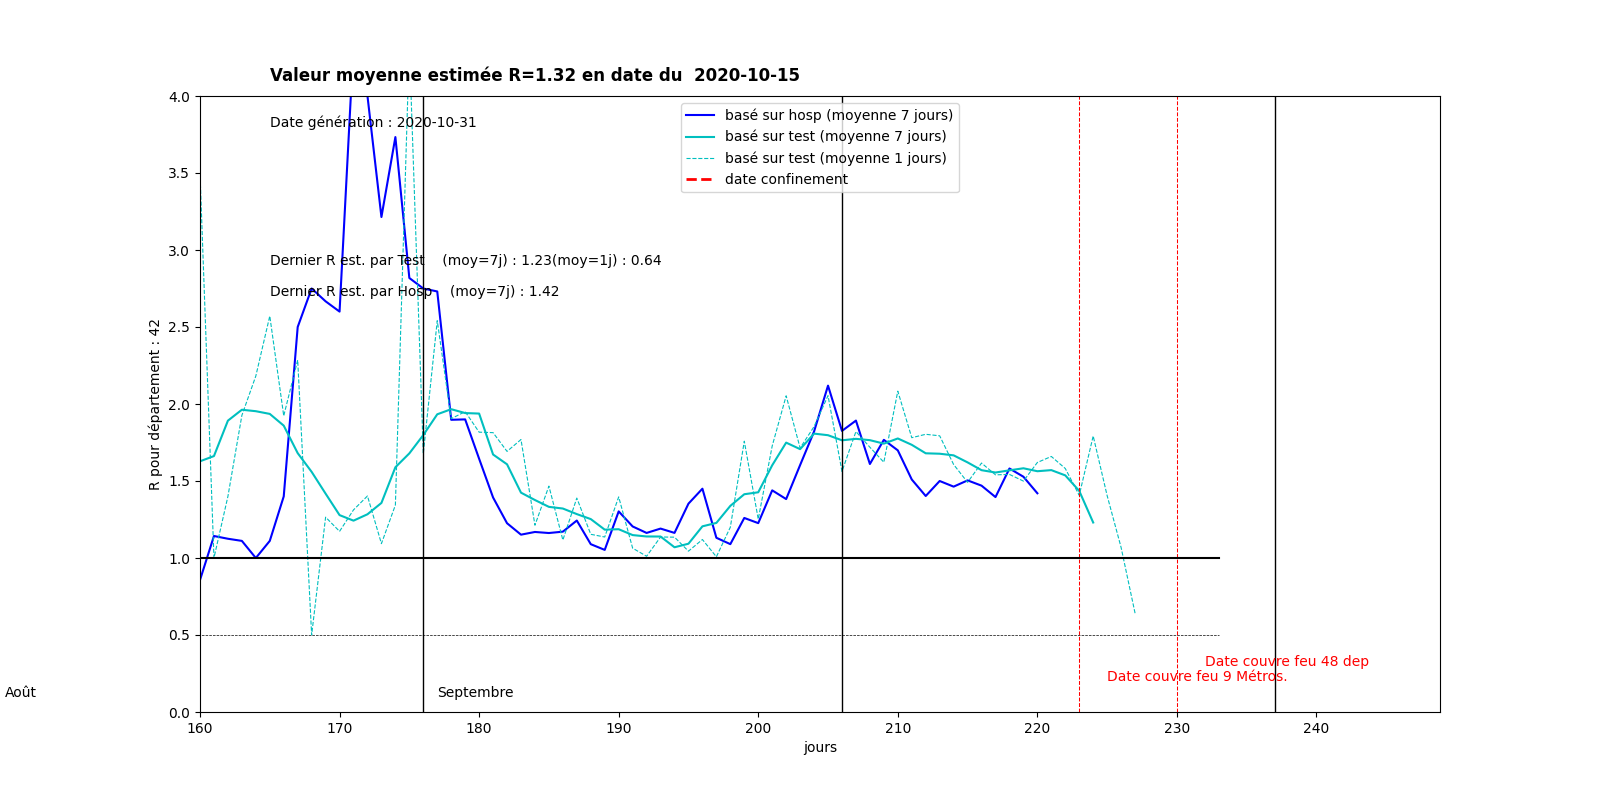 Valeur moyenne estimée R=1.32 en date du  2020-10-15
Date génération : 2020-10-31
basé sur hosp (moyenne 7 jours)
basé sur test (moyenne 7 jours)
basé sur test (moyenne 1 jours)
date confinement
Dernier R est. par Test    (moy=7j) : 1.23(moy=1j) : 0.64
Dernier R est. par Hosp    (moy=7j) : 1.42
R pour département : 42
4.0
3.5
3.0
2.5
2.0
1.5
1.0
0.5
0.0
Date couvre feu 48 dep
Date couvre feu 9 Métros.
Août
Septembre
160 170 180 190 200 210 220 230 240
jours